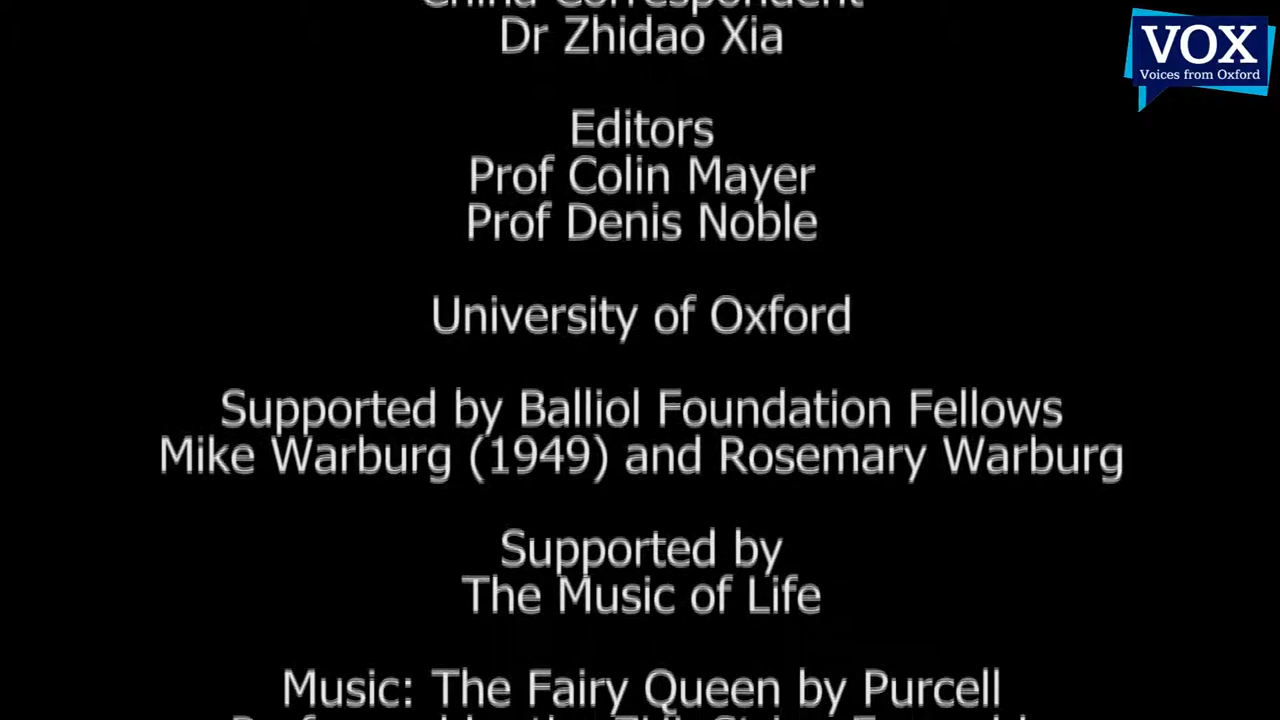 China Correspondent
Dr Zhidao Xia
VOX
Voices from Oxford
Editors
Prof Colin Mayer
Prof Denis Noble
University of Oxford
Supported by Balliol Foundation Fellows
Mike Warburg (1949) and Rosemary Warburg
Supported by
The Music of Life
Music: The Fairy Queen by Purcell